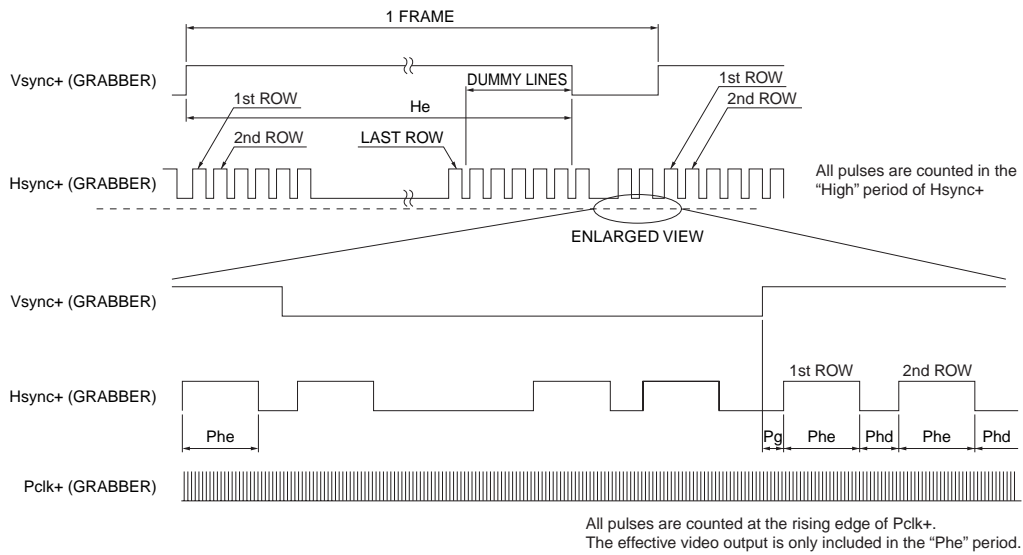 1 FRAME
Vsync+ (GRABBER)
DUMMY LINES
1st ROW
2nd ROW
1st ROW
He
2nd ROW
LAST ROW
Hsync+ (GRABBER)
All pulses are counted in the
“High” period of Hsync+
ENLARGED VIEW
Vsync+ (GRABBER)
1st ROW
2nd ROW
Hsync+ (GRABBER)
Phe
Pg
Phe
Phd
Phe
Phd
Pclk+ (GRABBER)
All pulses are counted at the rising edge of Pclk+.
The effective video output is only included in the “Phe” period.